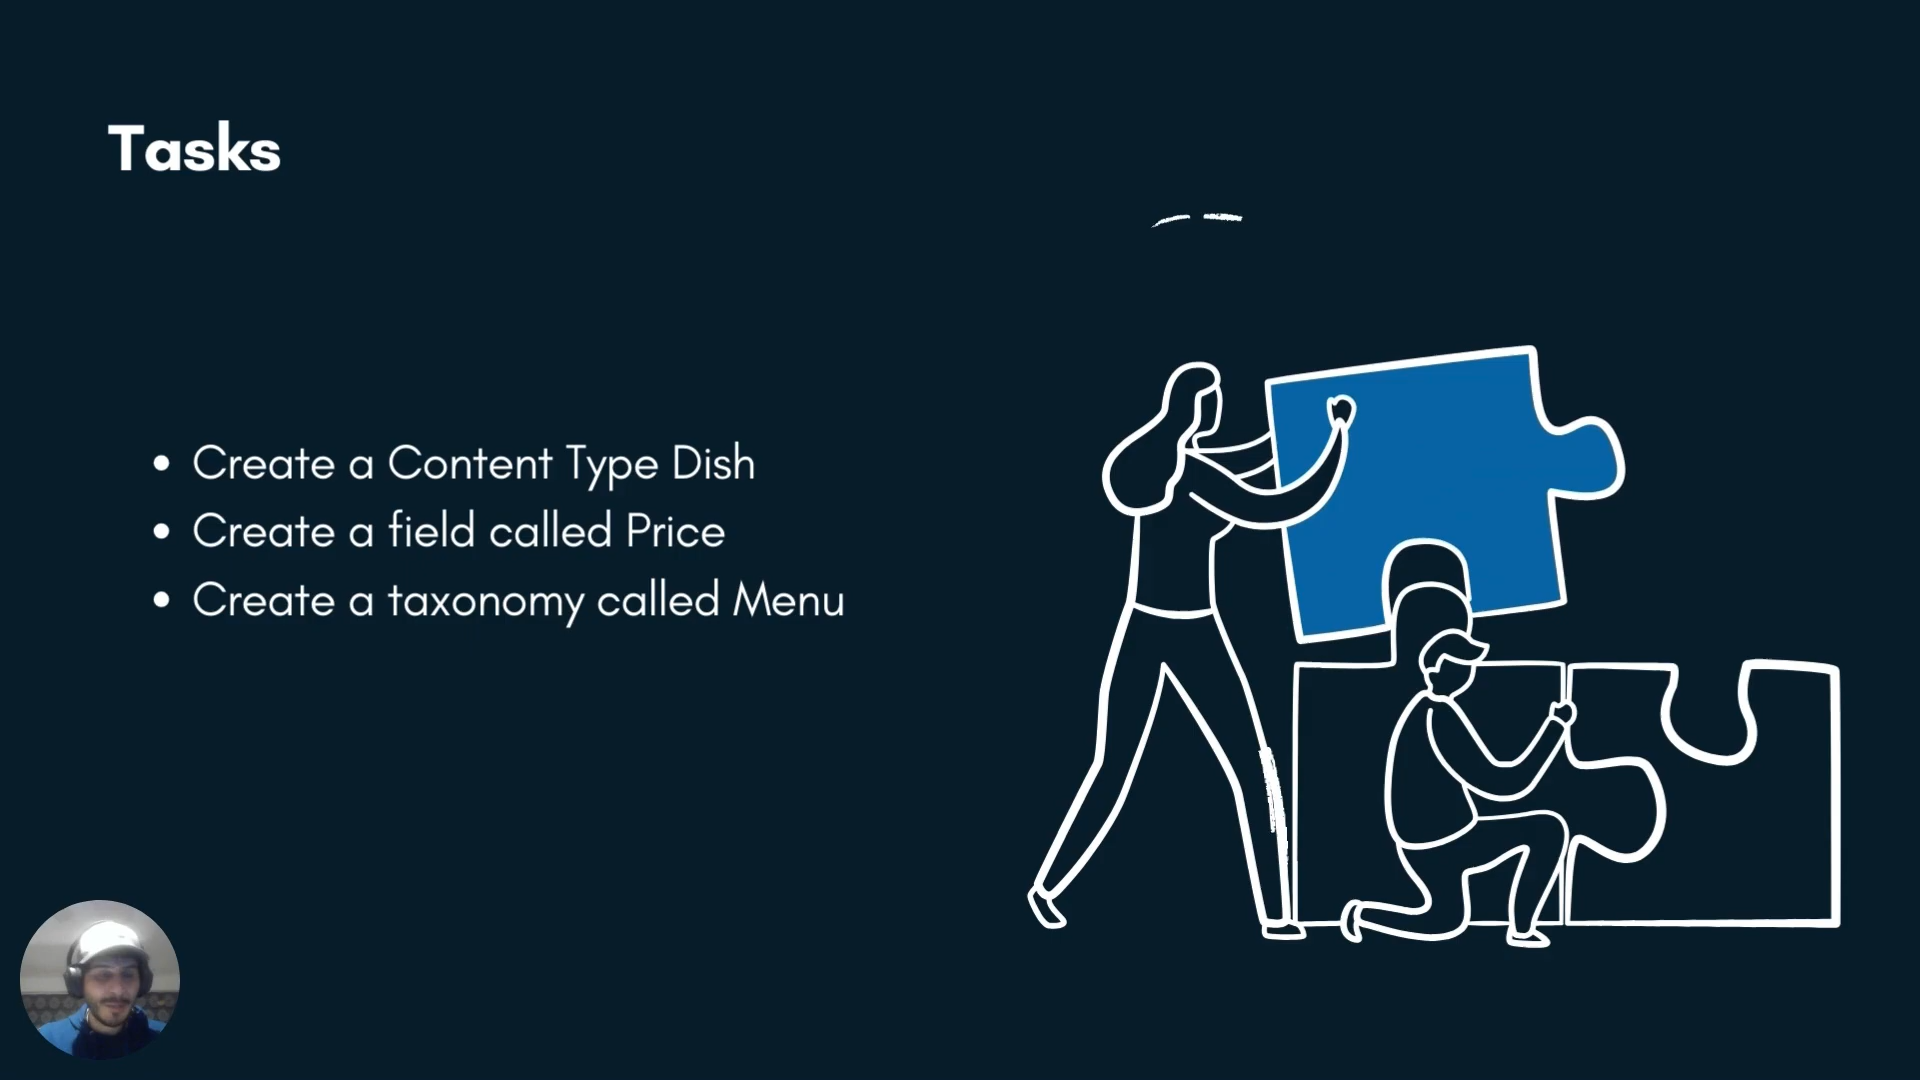 Tasks
• Create a Content Type Dish
• Create a field called Price
• Create a taxonomy called Menu